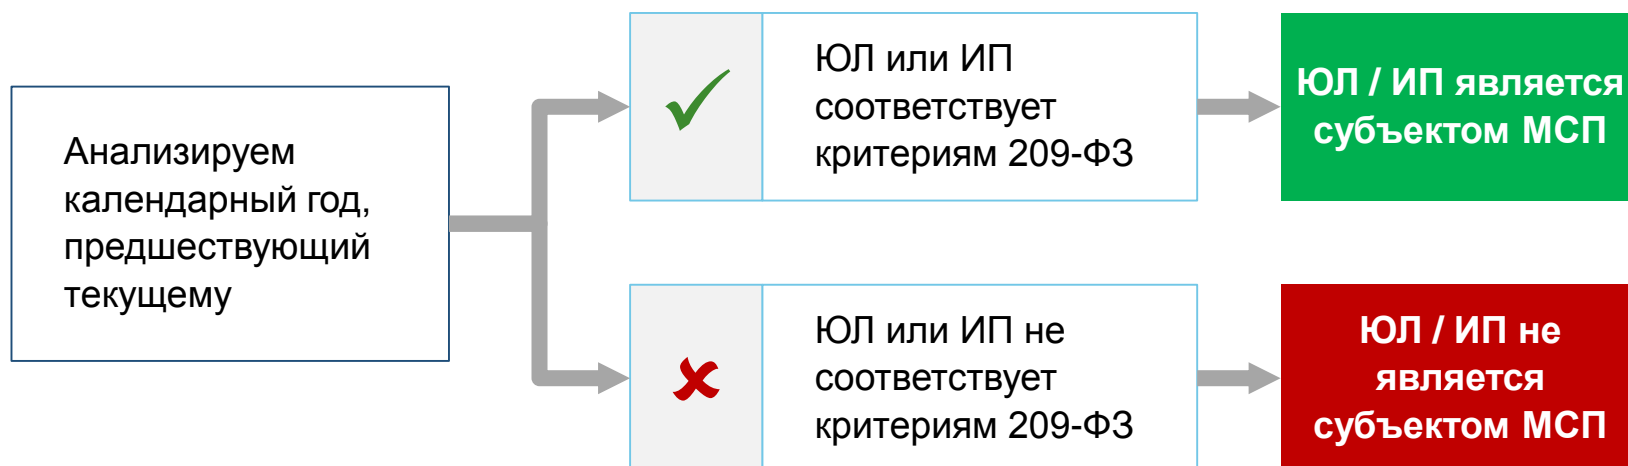 Анализируем
календарный год,
предшествующий
текущему
ЮЛ или ИП
соответствует
критериям 209-ФЗ
ЮЛ / ИП является
субъектом МСП
ЮЛ или ИП не
соответствует
критериям 209-ФЗ
ЮЛ / ИП не
является
субъектом МСП